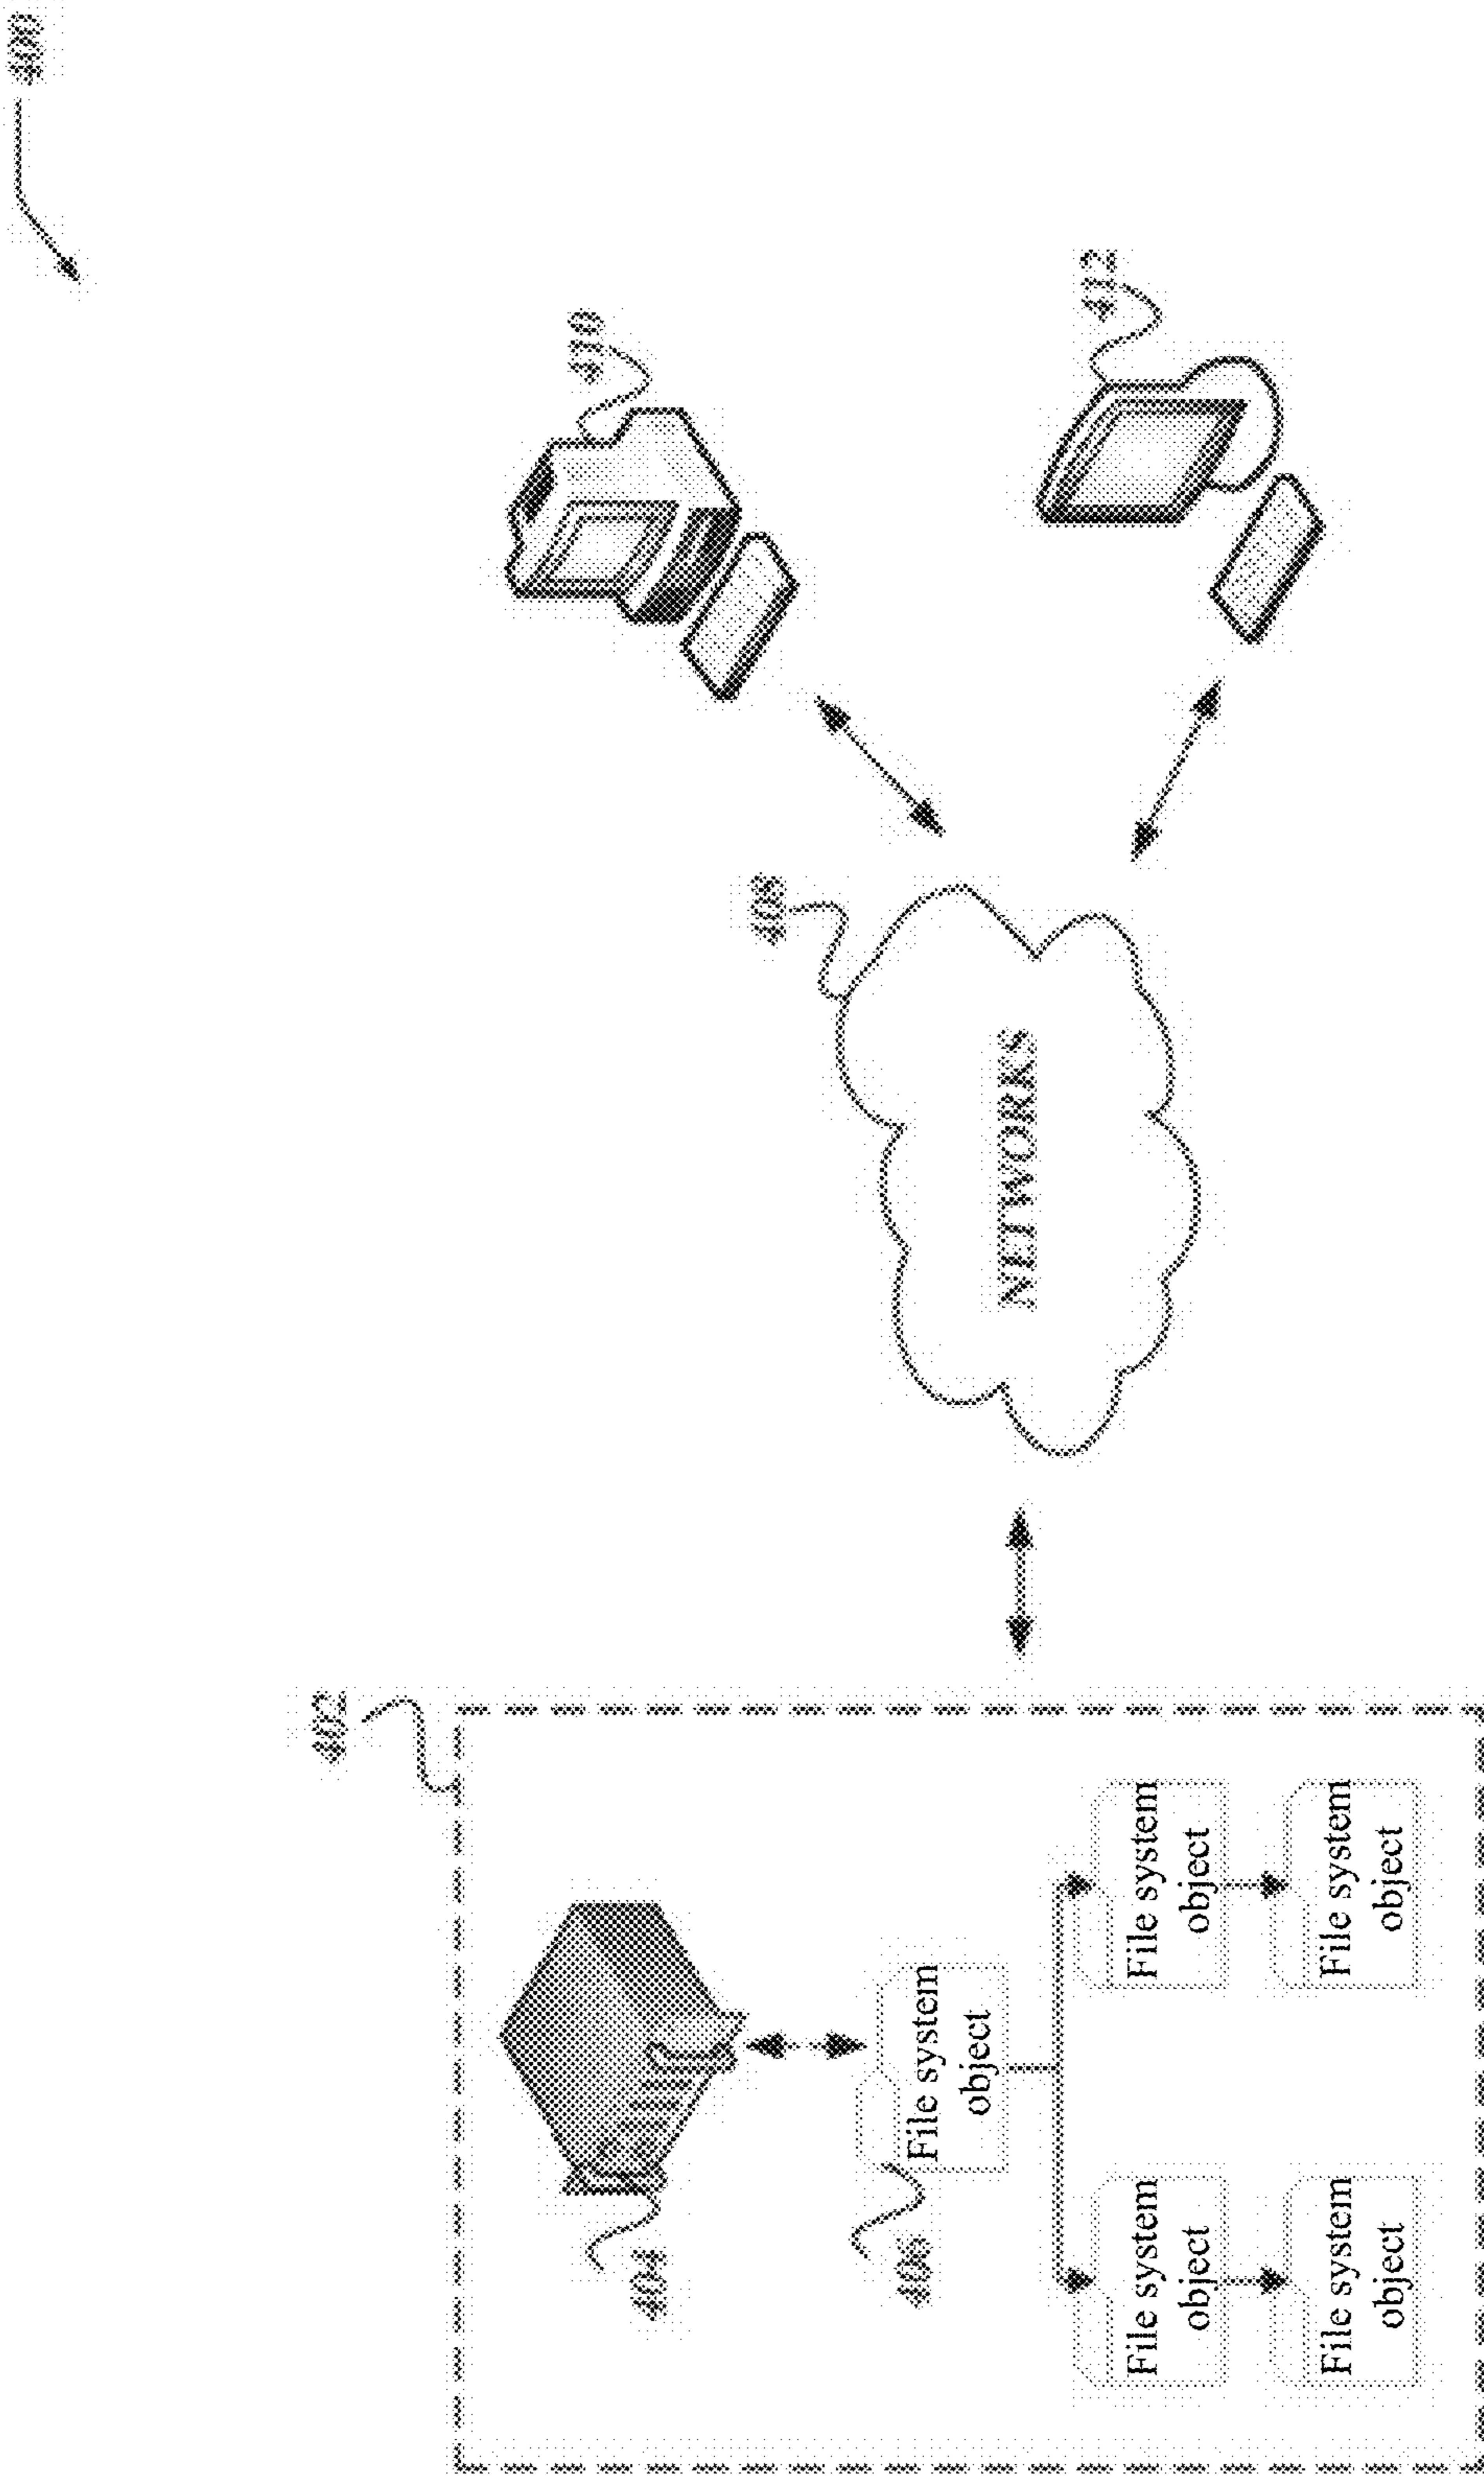 400
402
404
406
File system
object
File system
object
File system
object
File system
object
File system
object
NETWORKS
408
410
412